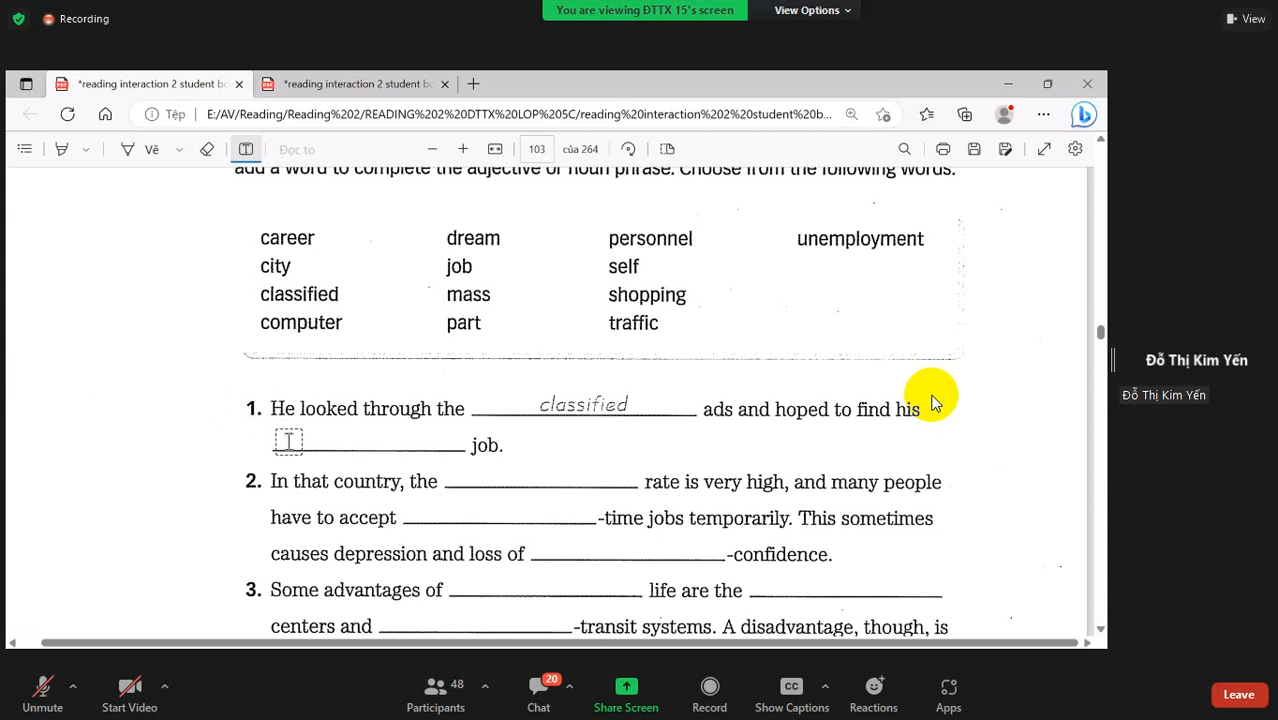 Recording
You are viewing ĐTTX 15's screen
View Options
View
*reading interaction 2 student bo
*reading interaction 2 student bo
Tệp
E:/AV/Reading/Reading%202/READING%202%20DTTX%20LOP%205C/reading%20interaction%202%20student%20b...
Vẽ
Đọc to
103
của 264
add a word to complete the adjective or noun phrase. Choose from the following words.
career dream personnel unemployment
city job self
classified mass shopping
computer part traffic
1. He looked through the classified ads and hoped to find his
job.
2. In that country, the rate is very high, and many people
have to accept -time jobs temporarily. This sometimes
causes depression and loss of -confidence.
3. Some advantages of life are the
centers and -transit systems. A disadvantage, though, is
Đỗ Thị Kim Yến
Đỗ Thị Kim Yến
Unmute
Start Video
48
Participants
20
Chat
Share Screen
Record
CC
Show Captions
Reactions
Apps
Leave